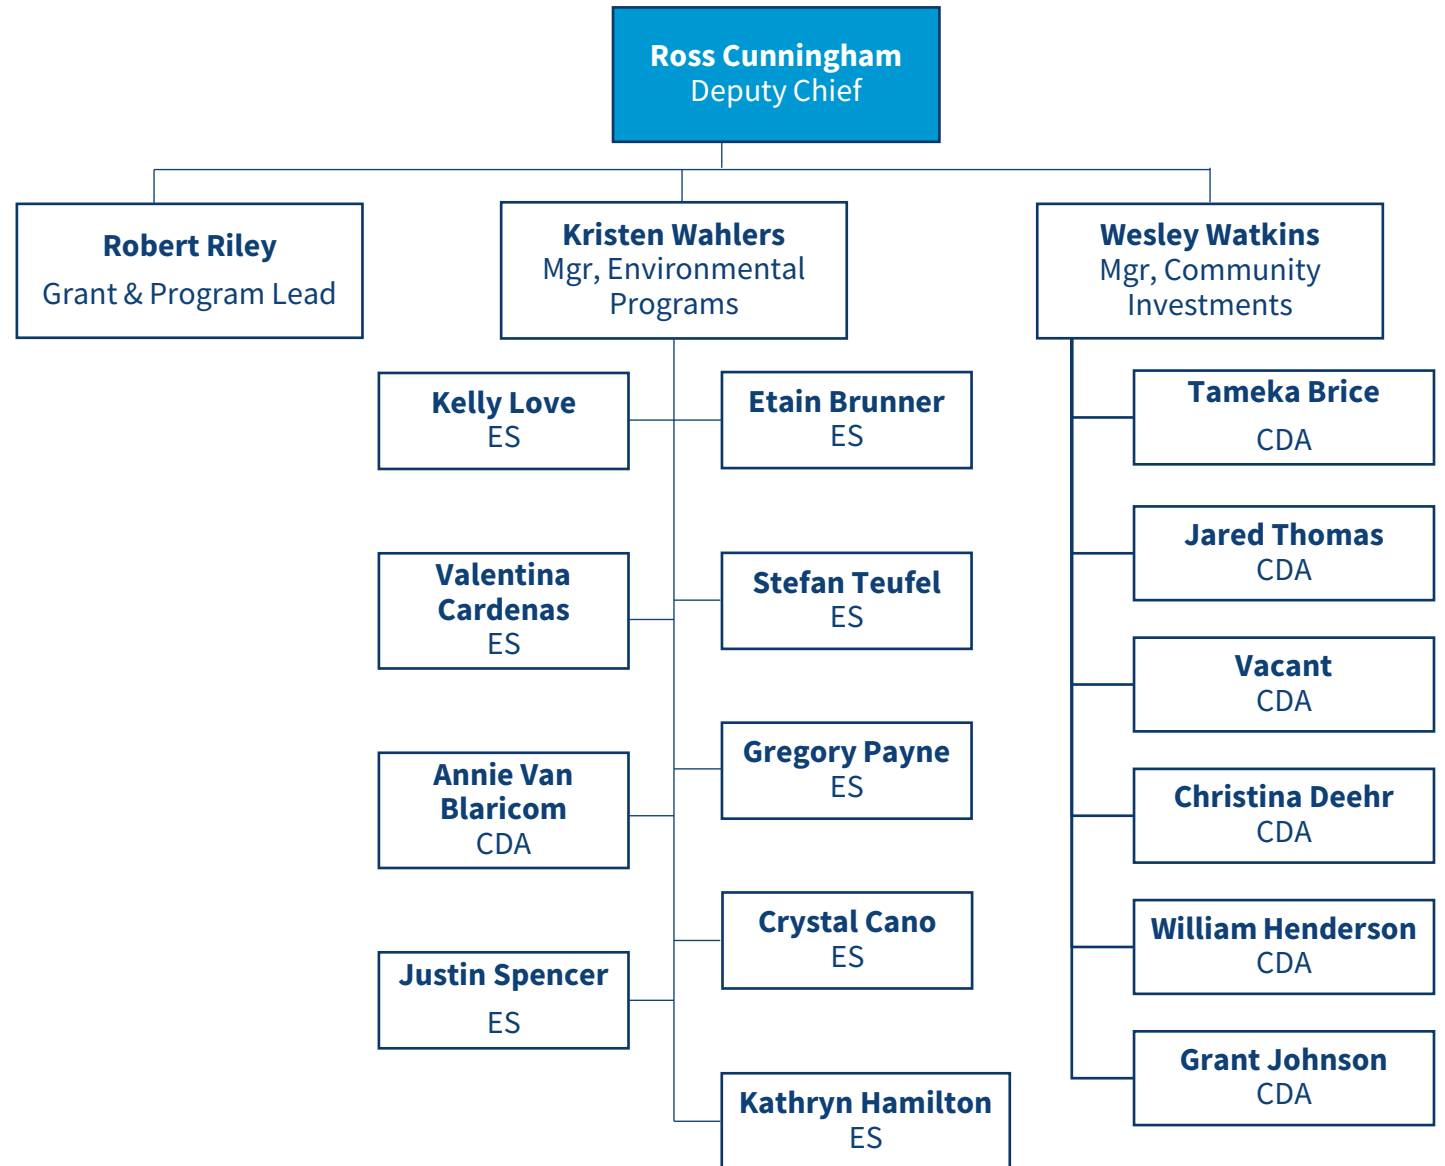 Ross Cunningham
Deputy Chief
Robert Riley
Grant & Program Lead
Kristen Wahlers
Mgr, Environmental
Programs
Wesley Watkins
Mgr, Community
Investments
Kelly Love
ES
Etain Brunner
ES
Valentina
Cardenas
ES
Stefan Teufel
ES
Annie Van
Blaricom
CDA
Gregory Payne
ES
Justin Spencer
ES
Crystal Cano
ES
Kathryn Hamilton
ES
Tameka Brice
CDA
Jared Thomas
CDA
Vacant
CDA
Christina Deehr
CDA
William Henderson
CDA
Grant Johnson
CDA